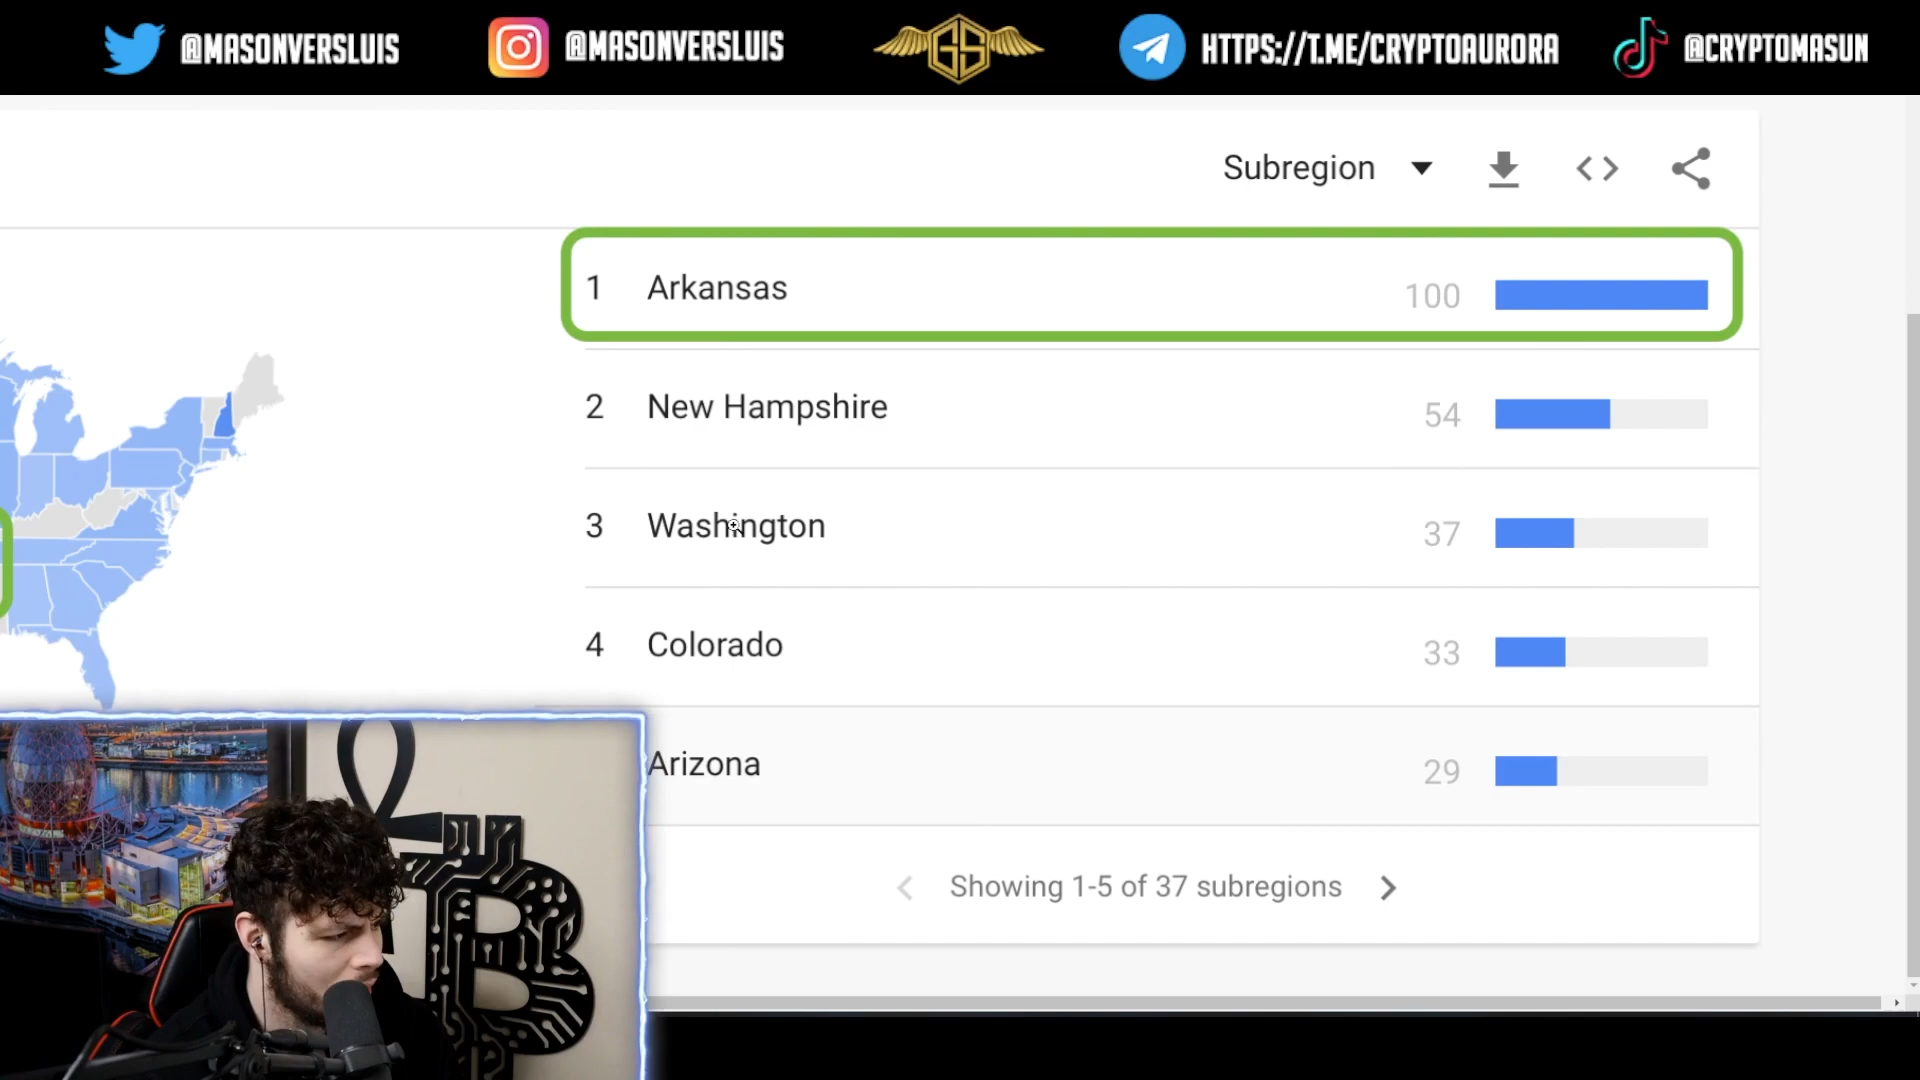 @MASONVERSLUIS
@MASONVERSLUIS
GS
HTTPS://T.ME/CRYPTOAURORA
@CRYPTOMASUN
Subregion
1 Arkansas 100
2 New Hampshire 54
3 Washington 37
4 Colorado 33
Arizona 29
Showing 1-5 of 37 subregions